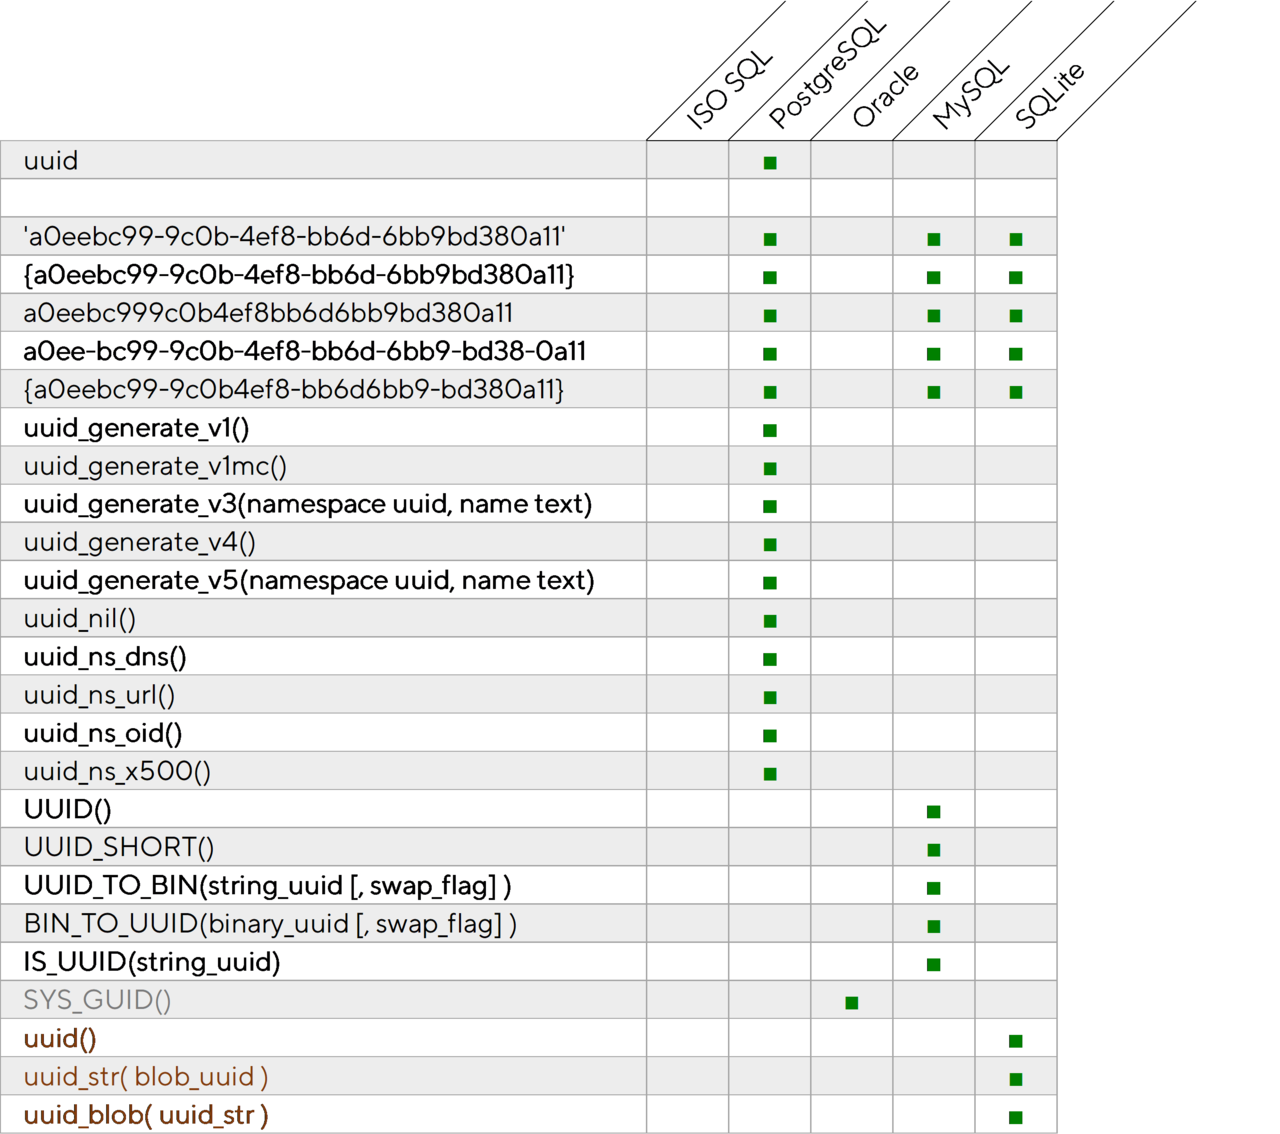 ISO SQL
PostgreSQL
Oracle
MySQL
SQLite
uuid
'a0eebc99-9c0b-4ef8-bb6d-6bb9bd380a11'
{a0eebc99-9c0b-4ef8-bb6d-6bb9bd380a11}
a0eebc999c0b4ef8bb6d6bb9bd380a11
a0ee-bc99-9c0b-4ef8-bb6d-6bb9-bd38-0a11
{a0eebc99-9c0b4ef8-bb6d6bb9-bd380a11}
uuid_generate_v1()
uuid_generate_v1mc()
uuid_generate_v3(namespace uuid, name text)
uuid_generate_v4()
uuid_generate_v5(namespace uuid, name text)
uuid_nil()
uuid_ns_dns()
uuid_ns_url()
uuid_ns_oid()
uuid_ns_x500()
UUID()
UUID_SHORT()
UUID_TO_BIN(string_uuid [, swap_flag] )
BIN_TO_UUID(binary_uuid [, swap_flag] )
IS_UUID(string_uuid)
SYS_GUID()
uuid()
uuid_str( blob_uuid )
uuid_blob( uuid_str )